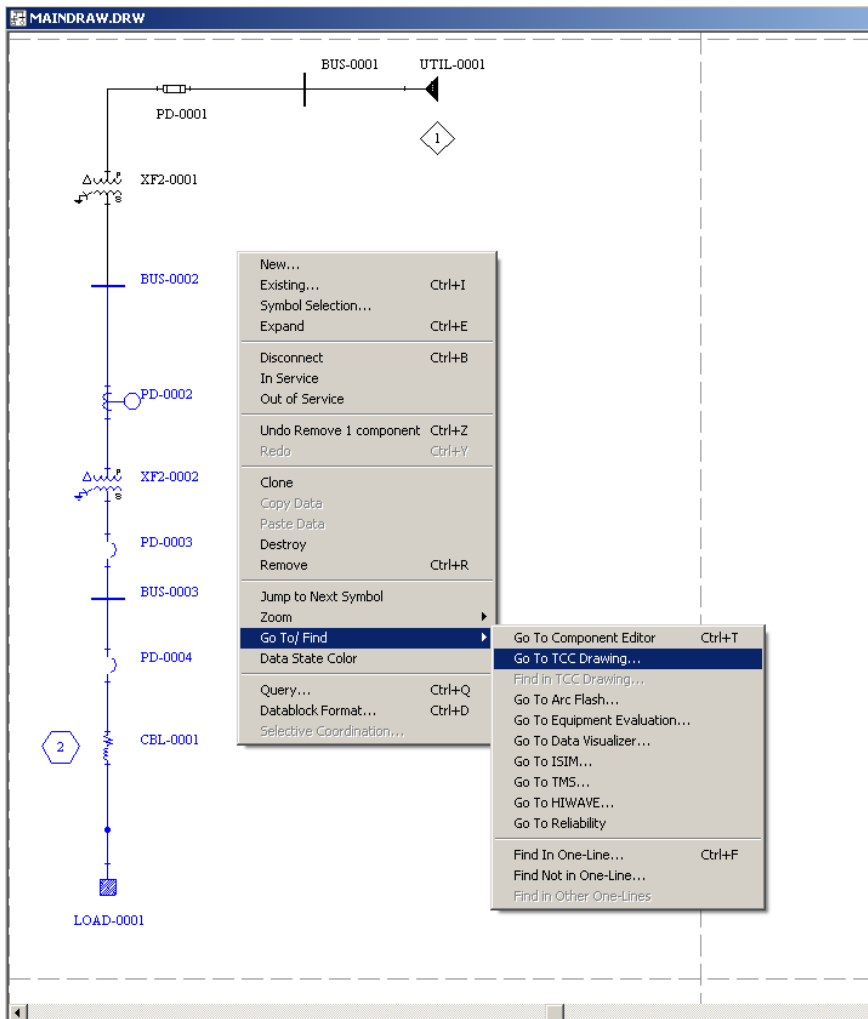 MAINDRAW.DRW
BUS-0001 UTIL-0001
PD-0001
1
XF2-0001
P
S
BUS-0002
PD-0002
XF2-0002
P
S
PD-0003
BUS-0003
PD-0004
CBL-0001
2
LOAD-0001
New...
Existing... Ctrl+I
Symbol Selection...
Expand Ctrl+E
Disconnect Ctrl+B
In Service
Out of Service
Undo Remove 1 component Ctrl+Z
Redo Ctrl+Y
Clone
Copy Data
Paste Data
Destroy
Remove Ctrl+R
Jump to Next Symbol
Zoom
Go To/ Find
Data State Color
Query... Ctrl+Q
Datablock Format... Ctrl+D
Selective Coordination...
Go To Component Editor Ctrl+T
Go To TCC Drawing...
Find in TCC Drawing...
Go To Arc Flash...
Go To Equipment Evaluation...
Go To Data Visualizer...
Go To ISIM...
Go To TMS...
Go To HIWAVE...
Go To Reliability
Find In One-Line... Ctrl+F
Find Not in One-Line...
Find in Other One-Lines